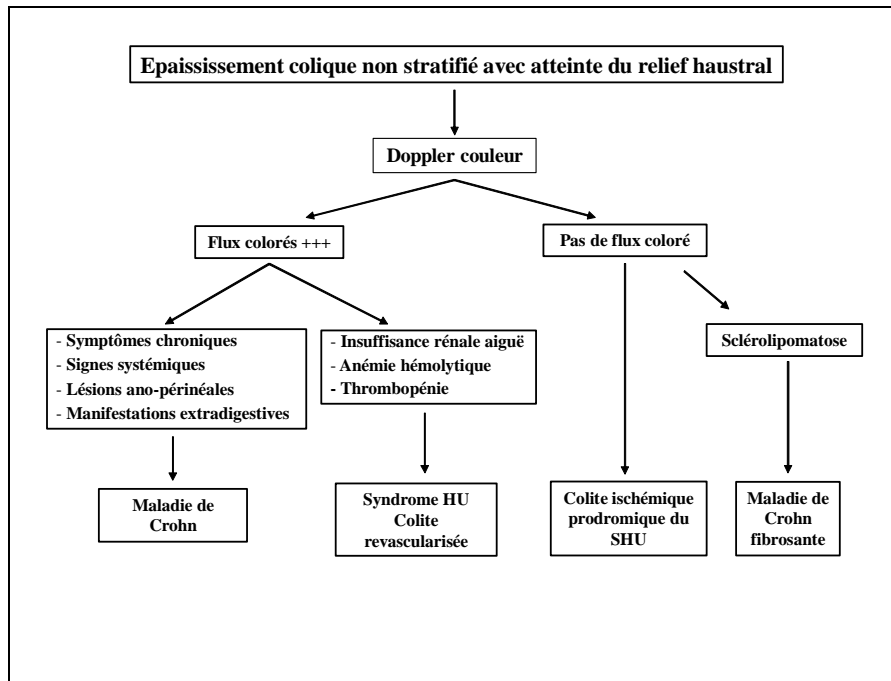 Epaississement colique non stratifié avec atteinte du relief haustral
Doppler couleur
Flux colorés +++
Pas de flux coloré
- Symptômes chroniques
- Signes systémiques
- Lésions ano-périnéales
- Manifestations extradigestives
- Insuffisance rénale aiguë
- Anémie hémolytique
- Thrombopénie
Sclérolipomatose
Maladie de
Crohn
Syndrome HU
Colite
revascularisée
Colite ischémique
prodromique du
SHU
Maladie de
Crohn
fibrosante